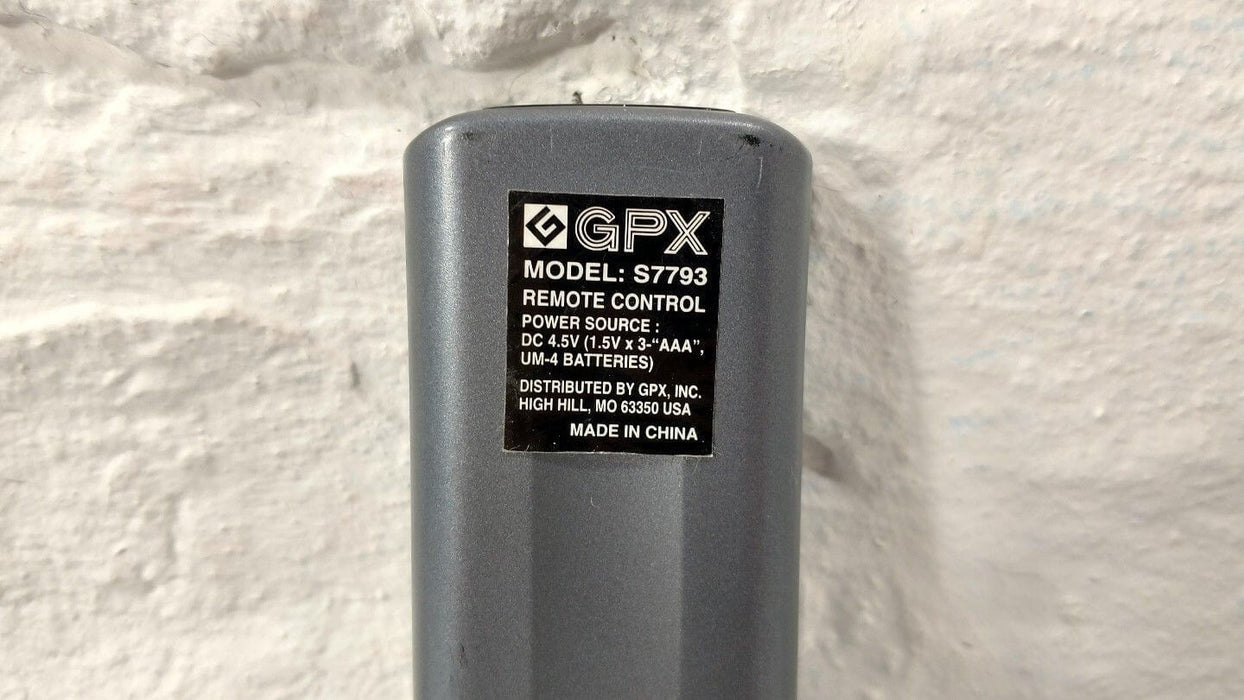 GPX
MODEL: S7793
REMOTE CONTROL
POWER SOURCE :
DC 4.5V (1.5V x 3-“AAA”,
UM-4 BATTERIES)
DISTRIBUTED BY GPX, INC.
HIGH HILL, MO 63350 USA
MADE IN CHINA